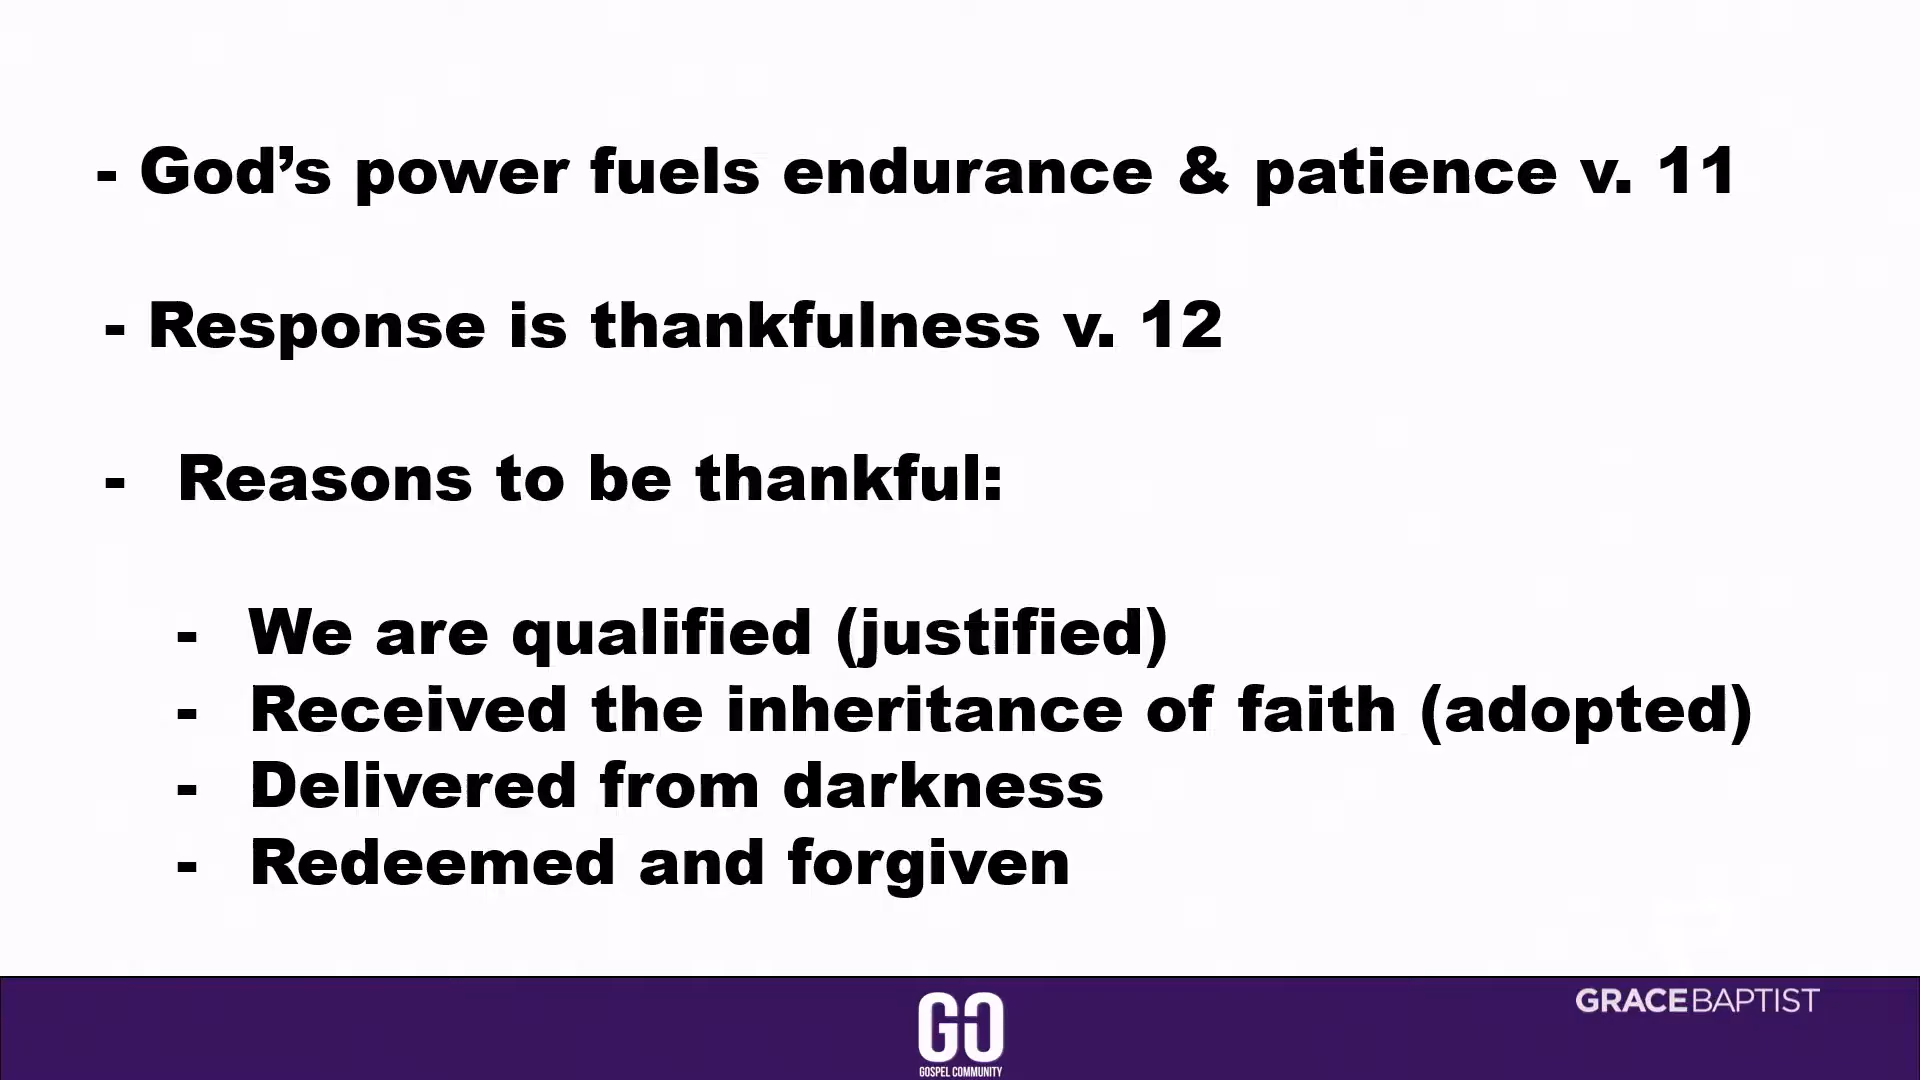 - God’s power fuels endurance & patience v. 11
- Response is thankfulness v. 12
- Reasons to be thankful:
- We are qualified (justified)
- Received the inheritance of faith (adopted)
- Delivered from darkness
- Redeemed and forgiven
GRACEBAPTIST
GO
GOSPEL COMMUNITY